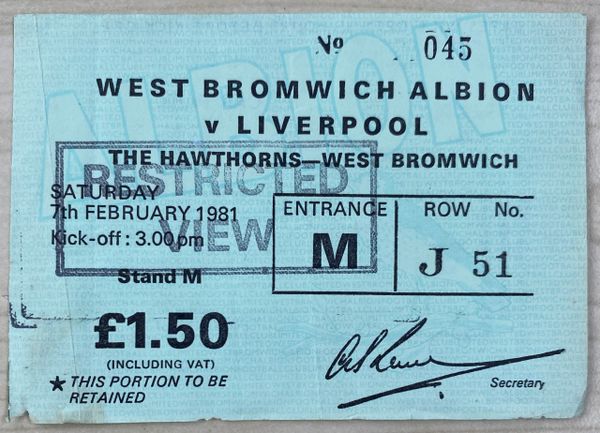 No 045
WEST BROMWICH ALBION
v LIVERPOOL
THE HAWTHORNS—WEST BROMWICH
RESTRICTED
VIEW
SATURDAY
7th FEBRUARY 1981
Kick-off : 3.00 pm
Stand M
ENTRANCE
M
ROW No.
J 51
£1.50
(INCLUDING VAT)
★ THIS PORTION TO BE
RETAINED
Secretary
ALBION